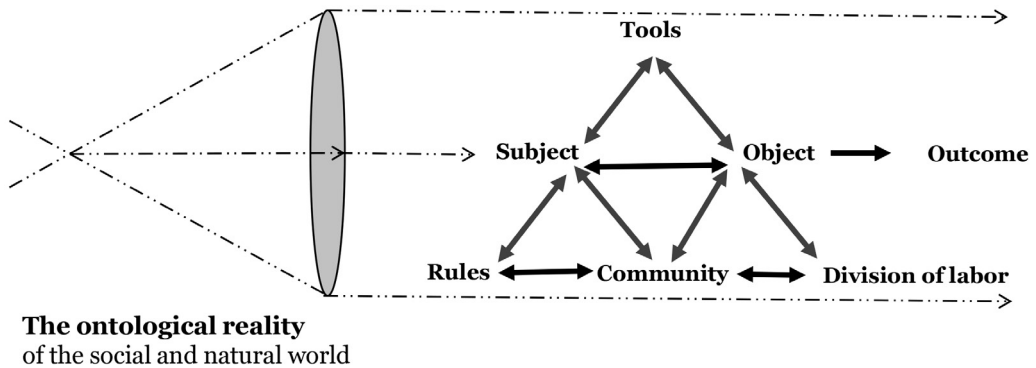 Tools
Subject
Object
Outcome
Rules
Community
Division of labor
The ontological reality
of the social and natural world